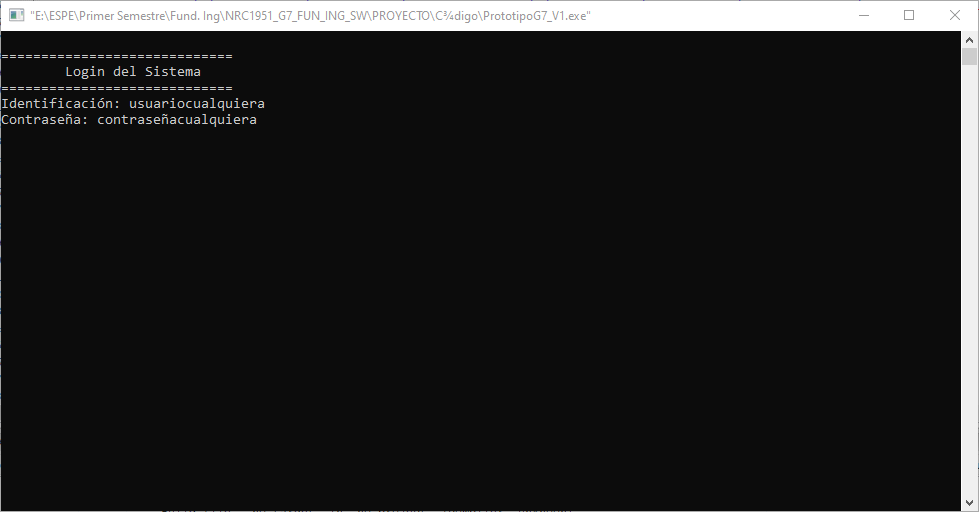 "E:\ESPE\Primer Semestre\Fund. Ing\NRC1951_G7_FUN_ING_SW\PROYECTO\C¾digo\PrototipoG7_V1.exe"
=============================
Login del Sistema
=============================
Identificación: usuariocualquiera
Contraseña: contraseñacualquiera